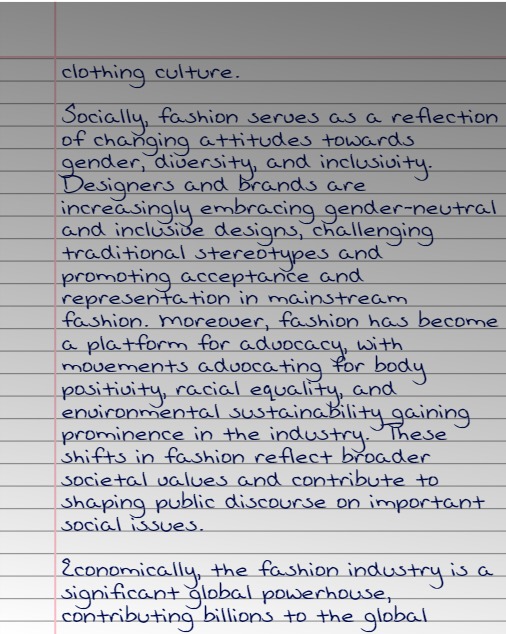 clothing culture.
Socially, fashion serves as a reflection
of changing attitudes towards
gender, diversity, and inclusivity.
Designers and brands are
increasingly embracing gender-neutral
and inclusive designs, challenging
traditional stereotypes and
promoting acceptance and
representation in mainstream
fashion. Moreover, fashion has become
a platform for advocacy, with
movements advocating for body
positivity, racial equality, and
environmental sustainability gaining
prominence in the industry. These
shifts in fashion reflect broader
societal values and contribute to
shaping public discourse on important
social issues.
Economically, the fashion industry is a
significant global powerhouse,
contributing billions to the global